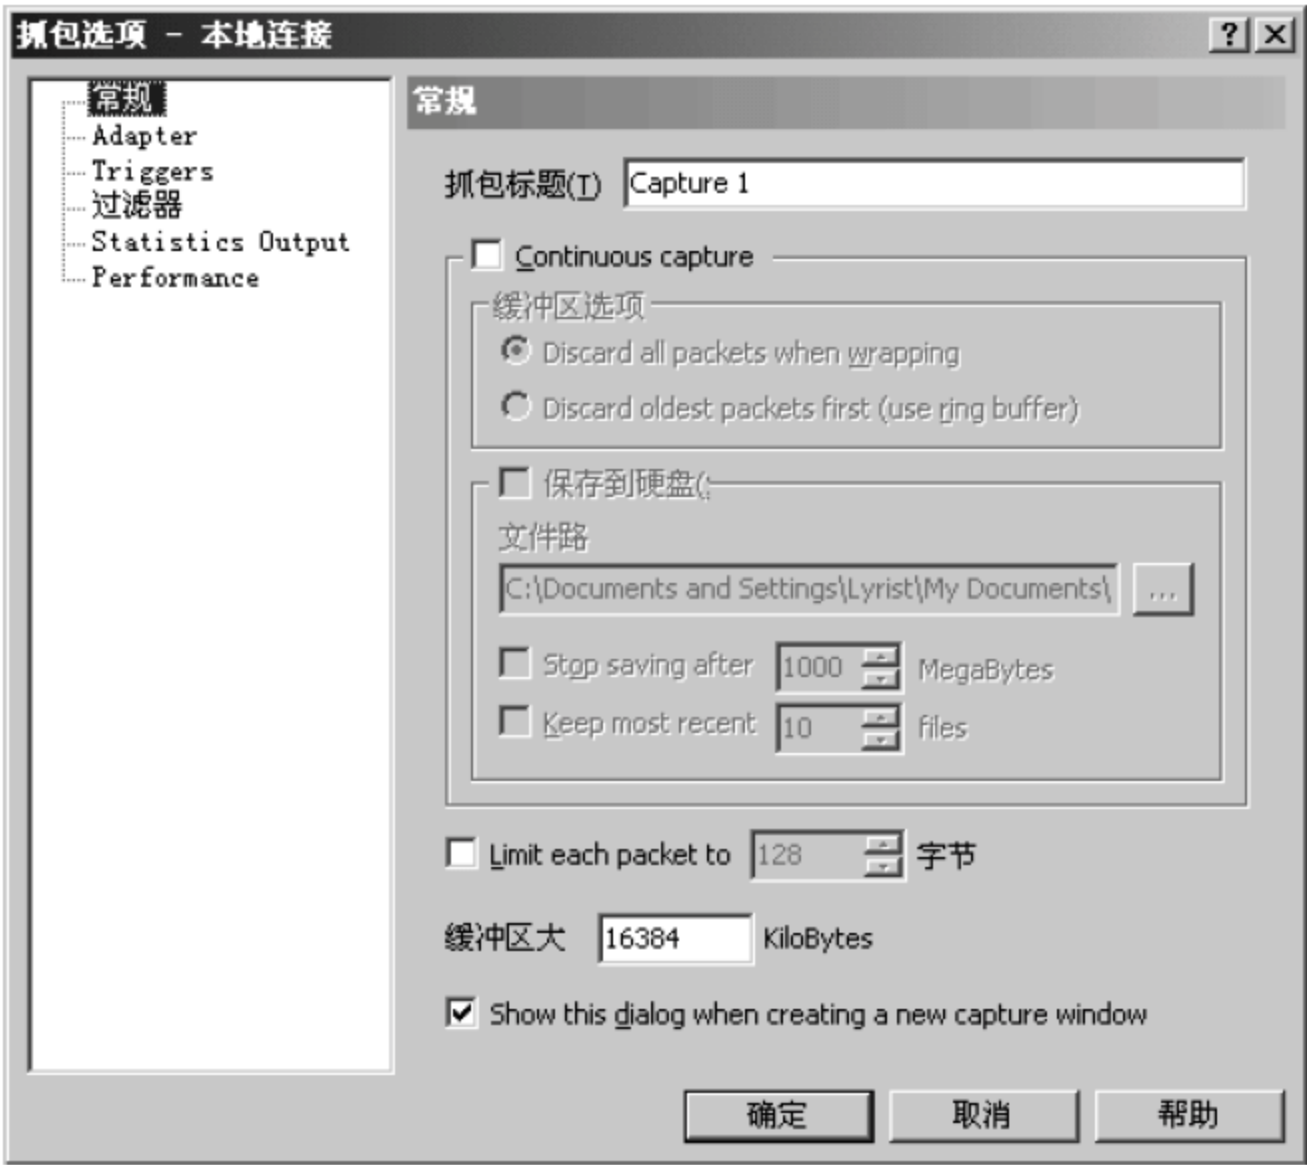 抓包选项 - 本地连接
常规
Adapter
Triggers
过滤器
Statistics Output
Performance
常规
抓包标题(T) Capture 1
Continuous capture
缓冲区选项
Discard all packets when wrapping
Discard oldest packets first (use ring buffer)
保存到硬盘(
文件路
C:\Documents and Settings\Lyrist\My Documents\ ...
Stop saving after 1000 MegaBytes
Keep most recent 10 files
Limit each packet to 128 字节
缓冲区大 16384 KiloBytes
Show this dialog when creating a new capture window
确定 取消 帮助